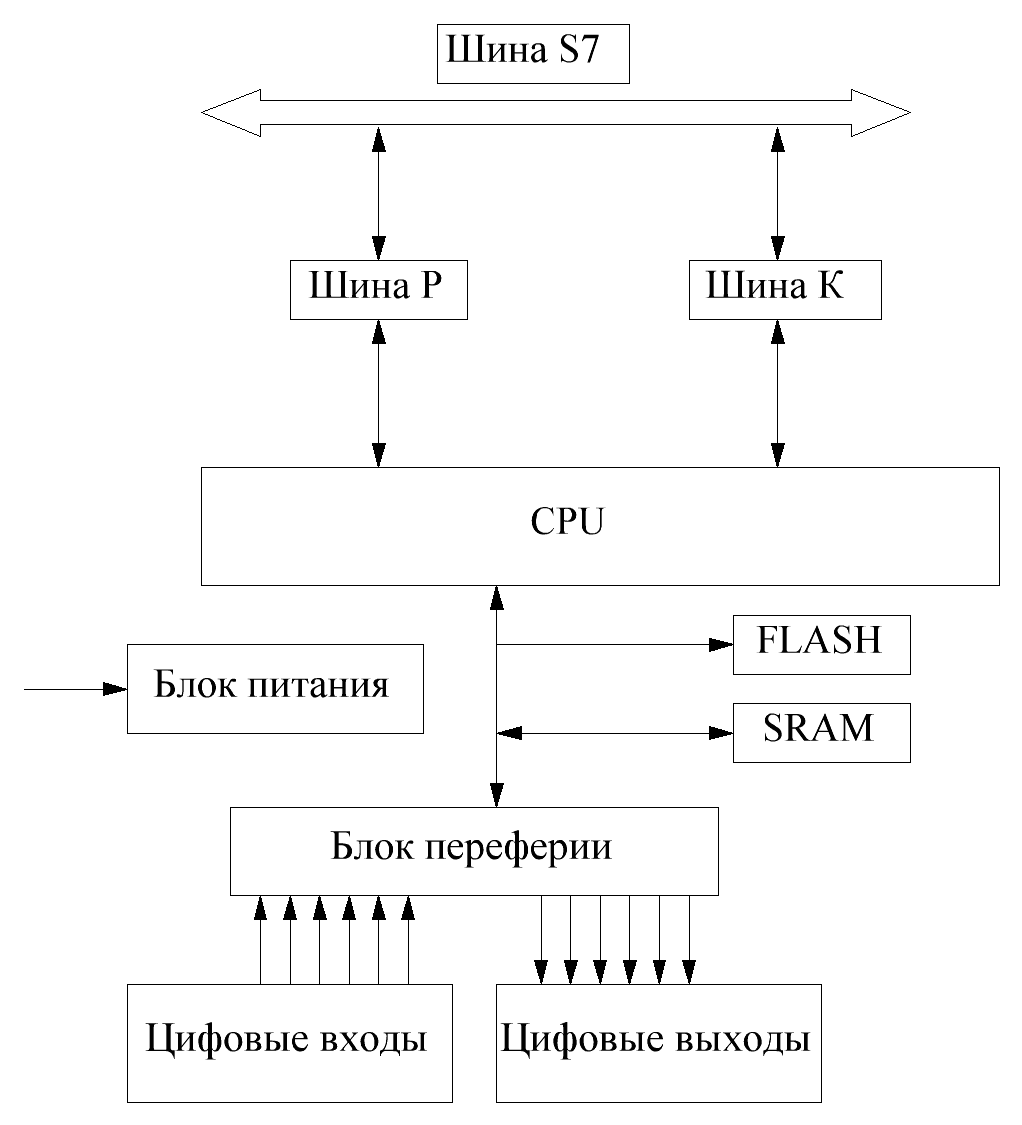 Шина S7
Шина P
Шина К
CPU
FLASH
Блок питания
SRAM
Блок переферии
Цифовые входы
Цифовые выходы